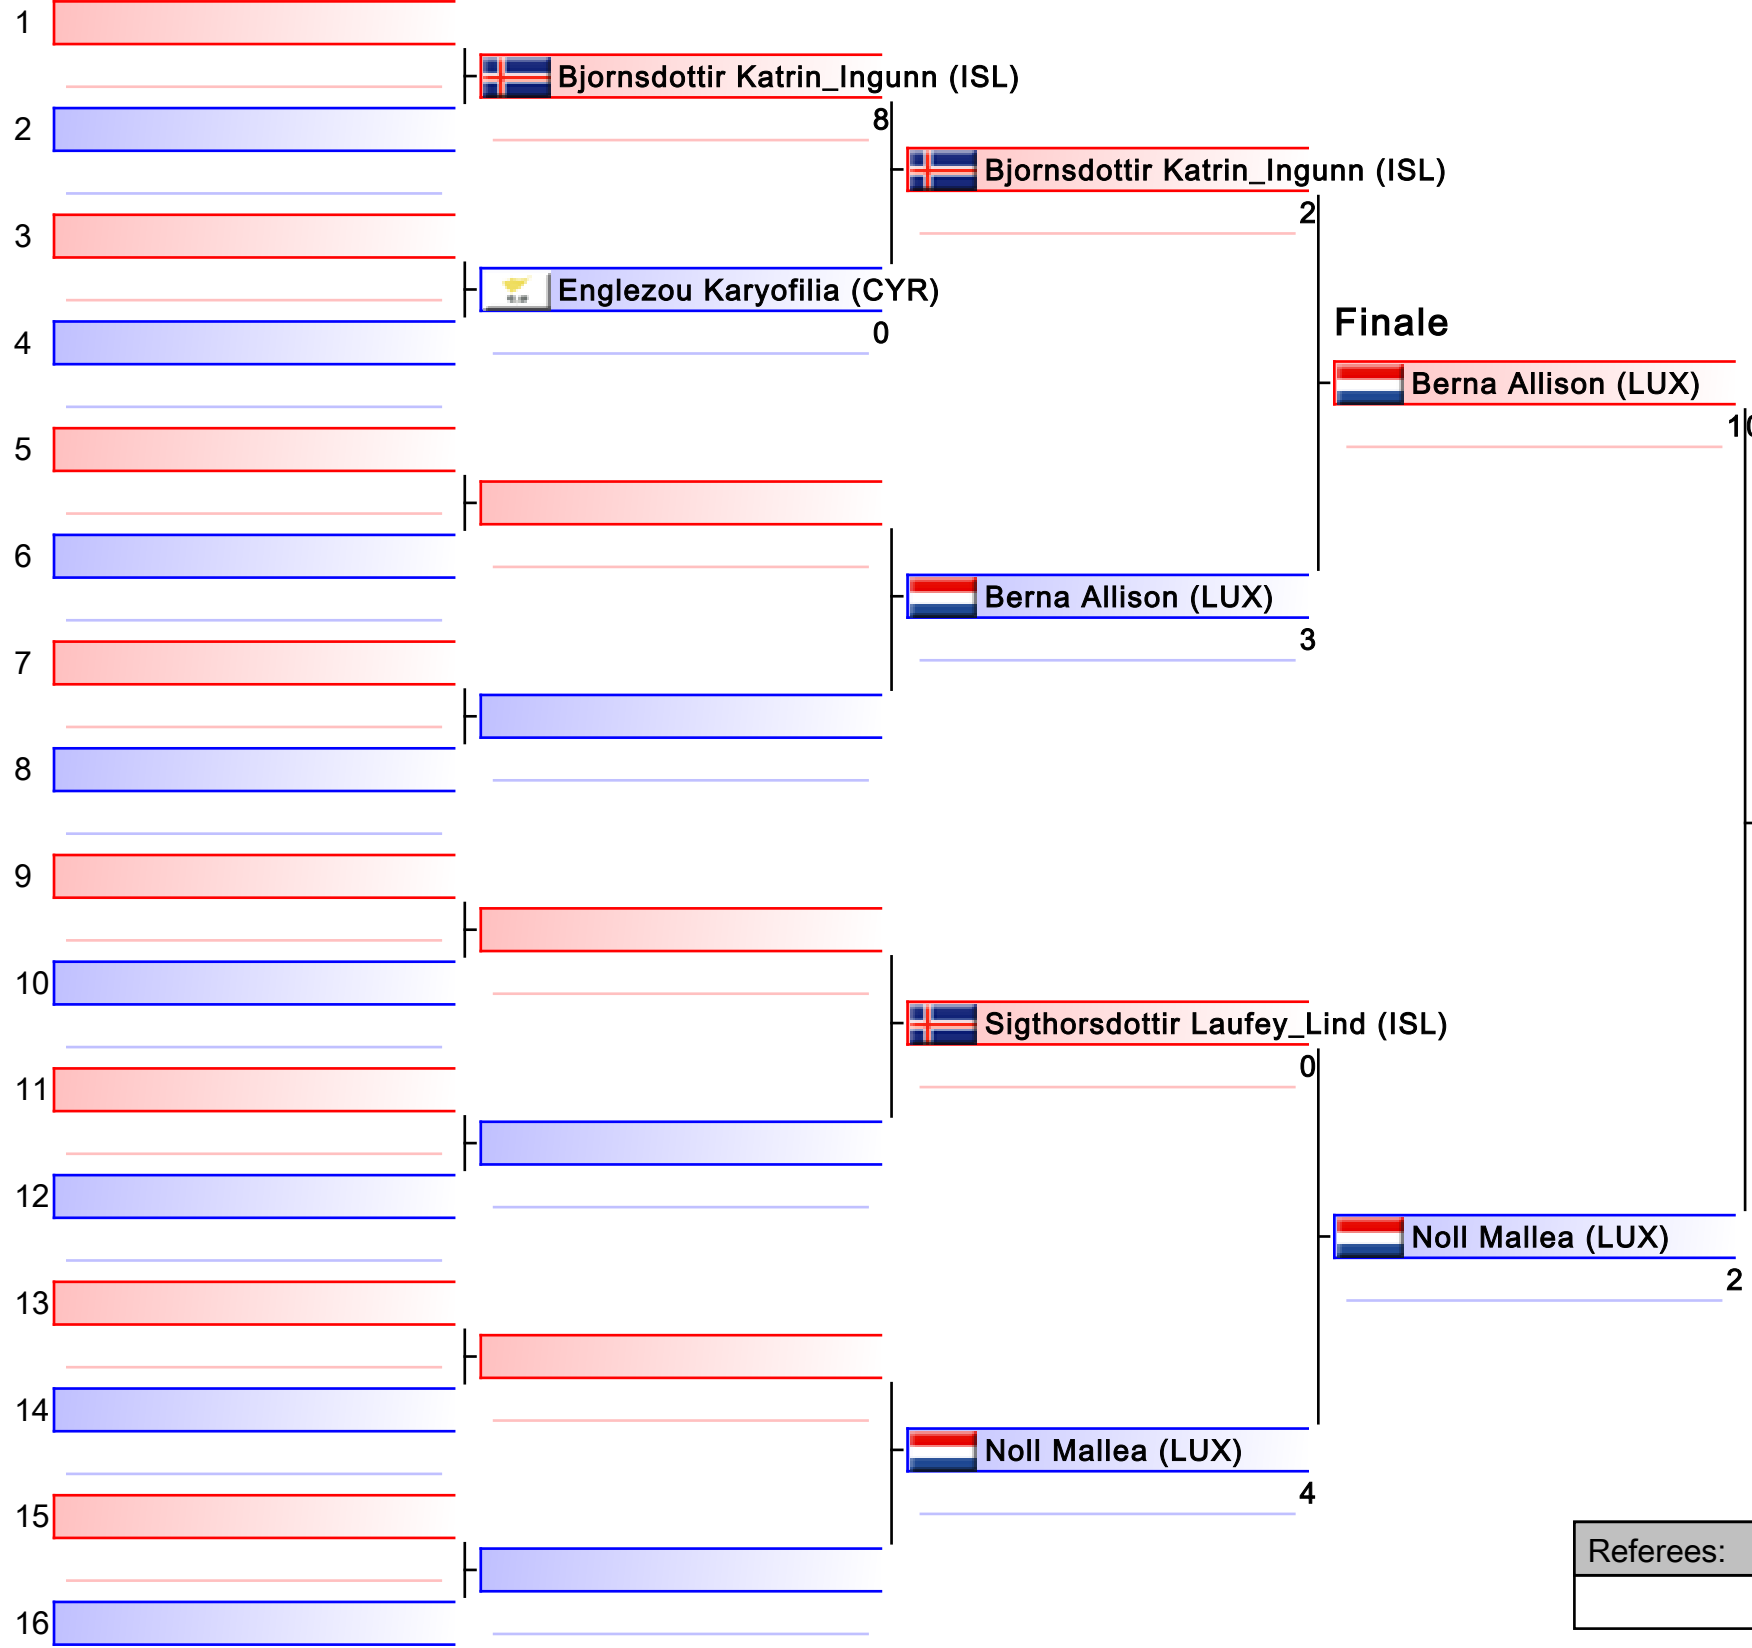 1
Bjornsdottir Katrin_Ingunn (ISL)
8
2
Bjornsdottir Katrin_Ingunn (ISL)
2
3
Englezou Karyofilia (CYR)
0
4
Finale
Berna Allison (LUX)
10
5
6
Berna Allison (LUX)
3
7
8
9
10
Sigthorsdottir Laufey_Lind (ISL)
0
11
12
Noll Mallea (LUX)
2
13
14
Noll Mallea (LUX)
4
15
Referees:
16